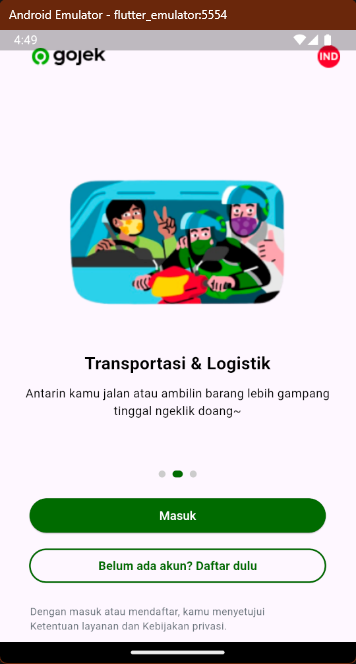 Android Emulator - flutter_emulator:5554
4:49
gojek
IND
Transportasi & Logistik
Antarin kamu jalan atau ambilin barang lebih gampang
tinggal ngeklik doang~
Masuk
Belum ada akun? Daftar dulu
Dengan masuk atau mendaftar, kamu menyetujui
Ketentuan layanan dan Kebijakan privasi.